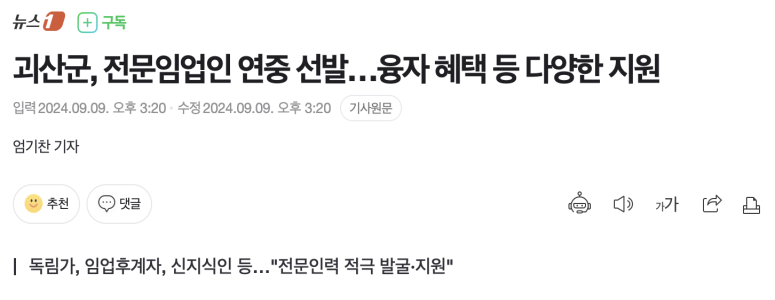 뉴스1 구독
괴산군, 전문임업인 연중 선발…융자 혜택 등 다양한 지원
입력 2024.09.09. 오후 3:20 · 수정 2024.09.09. 오후 3:20 기사원문
엄기찬 기자
추천 댓글 가가
독림가, 임업후계자, 신지식인 등…"전문인력 적극 발굴·지원"